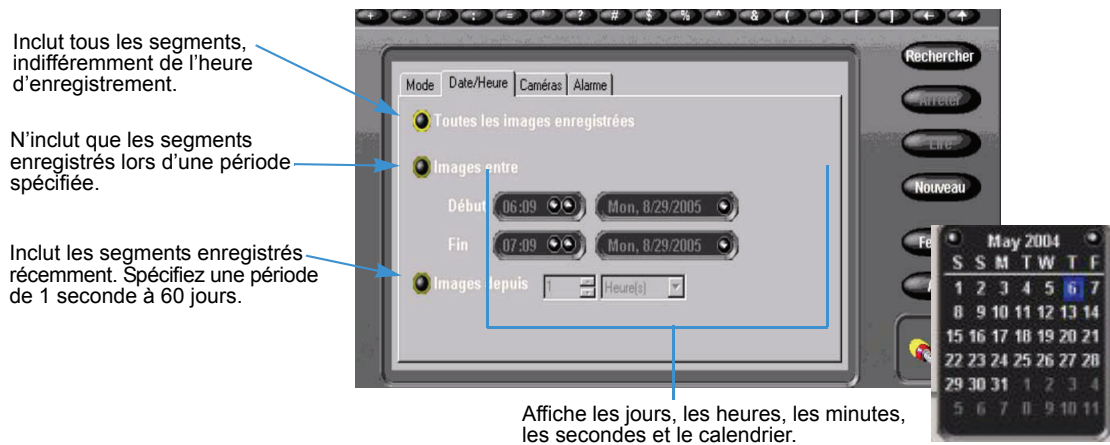 + - / : = ' ? # $ % ^ & ( ) [ ] ← ↑
Inclut tous les segments,
indifféremment de l'heure
d'enregistrement.
N'inclut que les segments
enregistrés lors d'une période
spécifiée.
Inclut les segments enregistrés
récemment. Spécifiez une période
de 1 seconde à 60 jours.
Mode Date/Heure Caméras Alarme
Toutes les images enregistrées
Images entre
Début 06:09 Mon, 8/29/2005
Fin 07:09 Mon, 8/29/2005
Images depuis 1 Heure(s)
Rechercher
Arrêter
Lire
Nouveau
May 2004
S S M T W T F
1 2 3 4 5 6 7
8 9 10 11 12 13 14
15 16 17 18 19 20 21
22 23 24 25 26 27 28
29 30 31 1 2 3 4
5 6 7 8 9 10 11
Affiche les jours, les heures, les minutes,
les secondes et le calendrier.